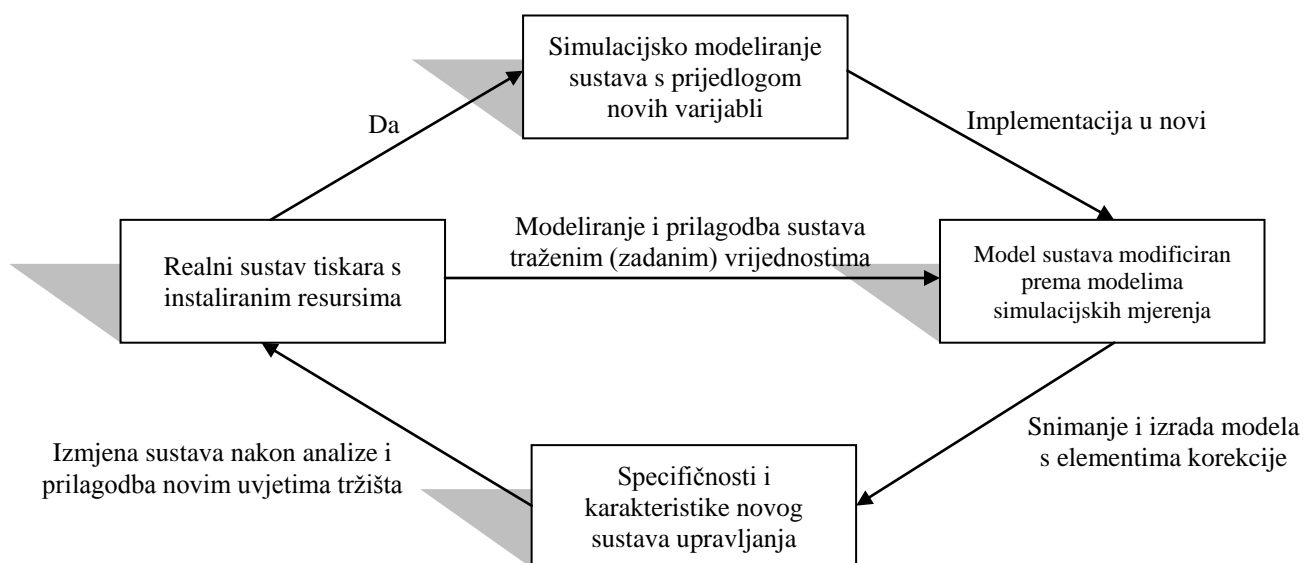 Simulacijsko modeliranje
sustava s prijedlogom
novih varijabli
Da
Implementacija u novi
Modeliranje i prilagodba sustava
traženim (zadanim) vrijednostima
Realni sustav tiskara s
instaliranim resursima
Model sustava modificiran
prema modelima
simulacijskih mjerenja
Izmjena sustava nakon analize i
prilagodba novim uvjetima tržišta
Snimanje i izrada modela
s elementima korekcije
Specifičnosti i
karakteristike novog
sustava upravljanja